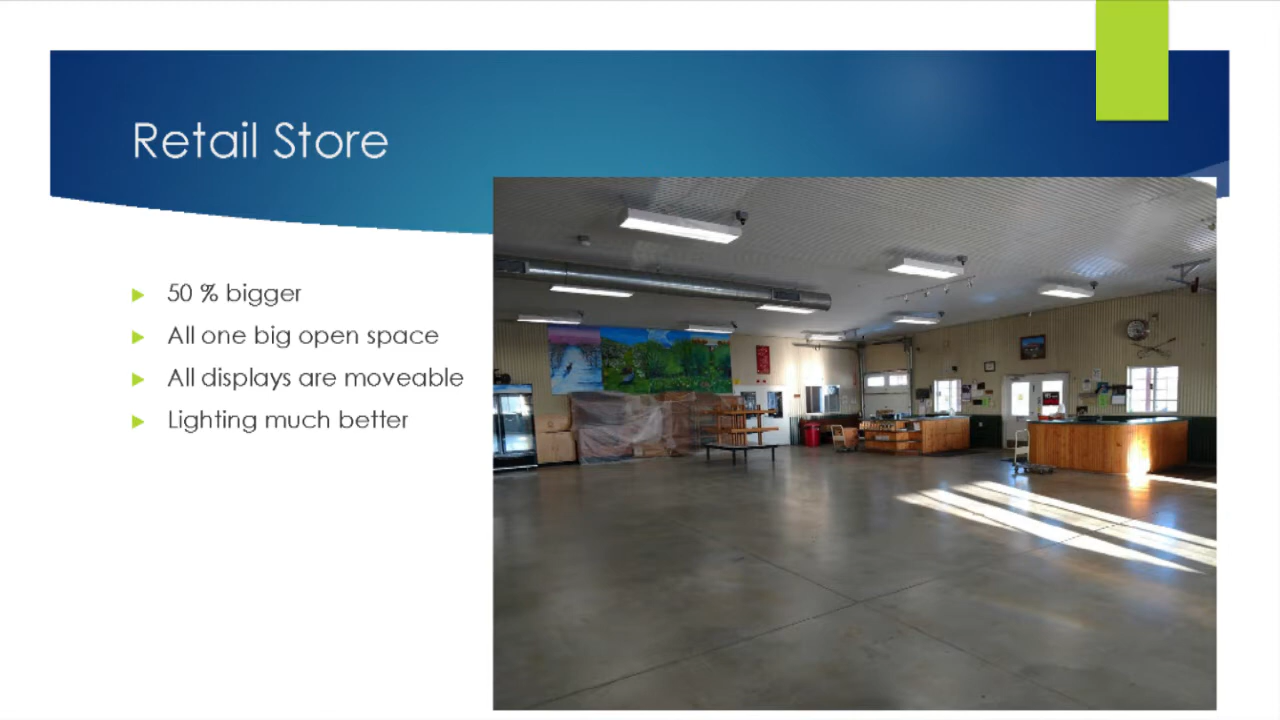 Retail Store
50 % bigger
All one big open space
All displays are moveable
Lighting much better